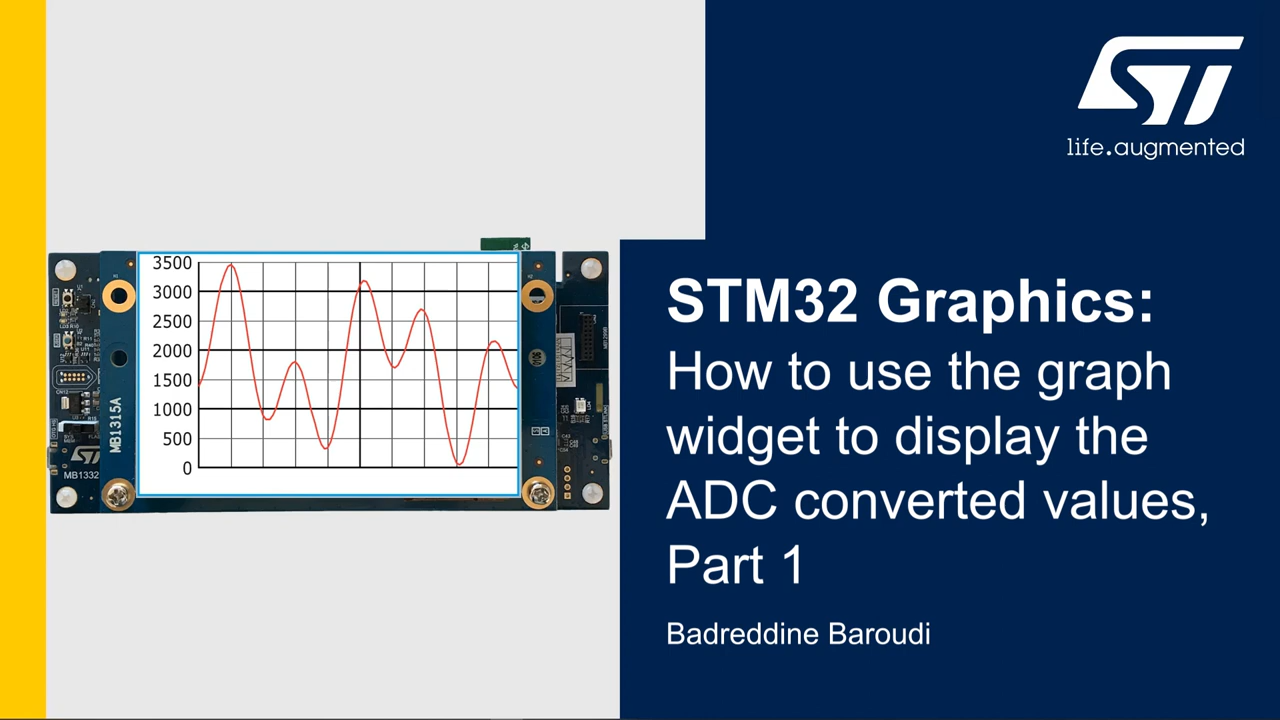 ST
life.augmented
3500
3000
2500
2000
1500
1000
500
0
MB1315A
MB1332
STM32 Graphics:
How to use the graph
widget to display the
ADC converted values,
Part 1
Badreddine Baroudi